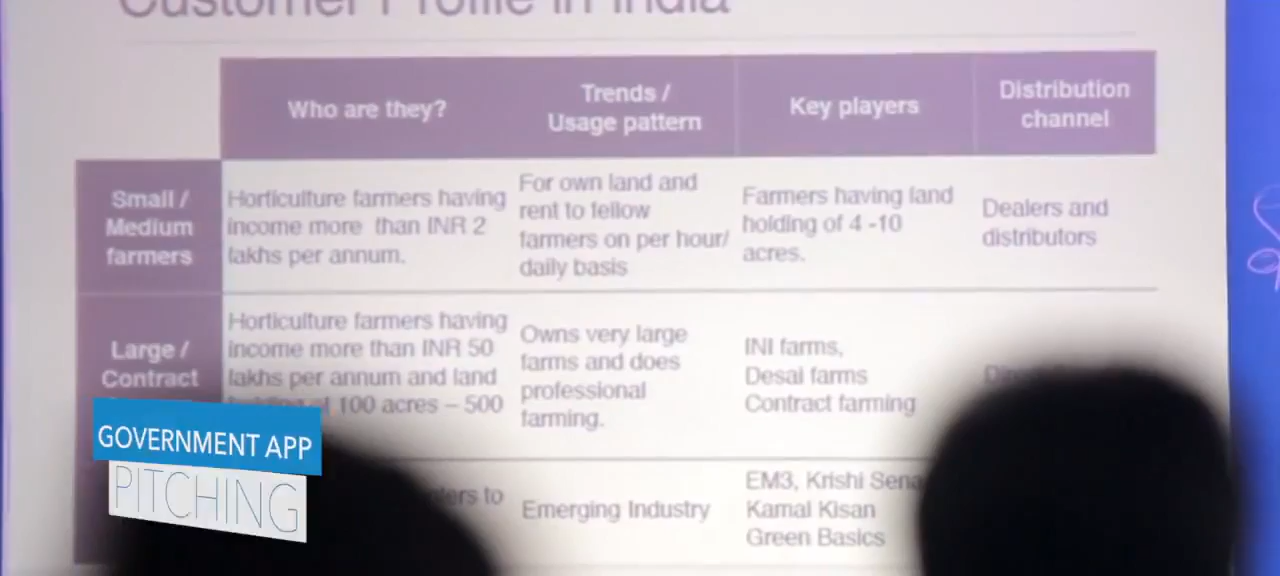 Customer Profile in India
Who are they?
Trends /
Usage pattern
Key players
Distribution
channel
Small /
Medium
farmers
Horticulture farmers having
income more than INR 2
lakhs per annum.
For own land and
rent to fellow
farmers on per hour/
daily basis
Farmers having land
holding of 4 -10
acres.
Dealers and
distributors
Large /
Contract
Horticulture farmers having
income more than INR 50
lakhs per annum and land
100 acres – 500
Owns very large
farms and does
professional
farming.
INI farms,
Desai farms
Contract farming
to
Emerging Industry
EM3, Krishi Sena
Kamal Kisan
Green Basics
GOVERNMENT APP
PITCHING